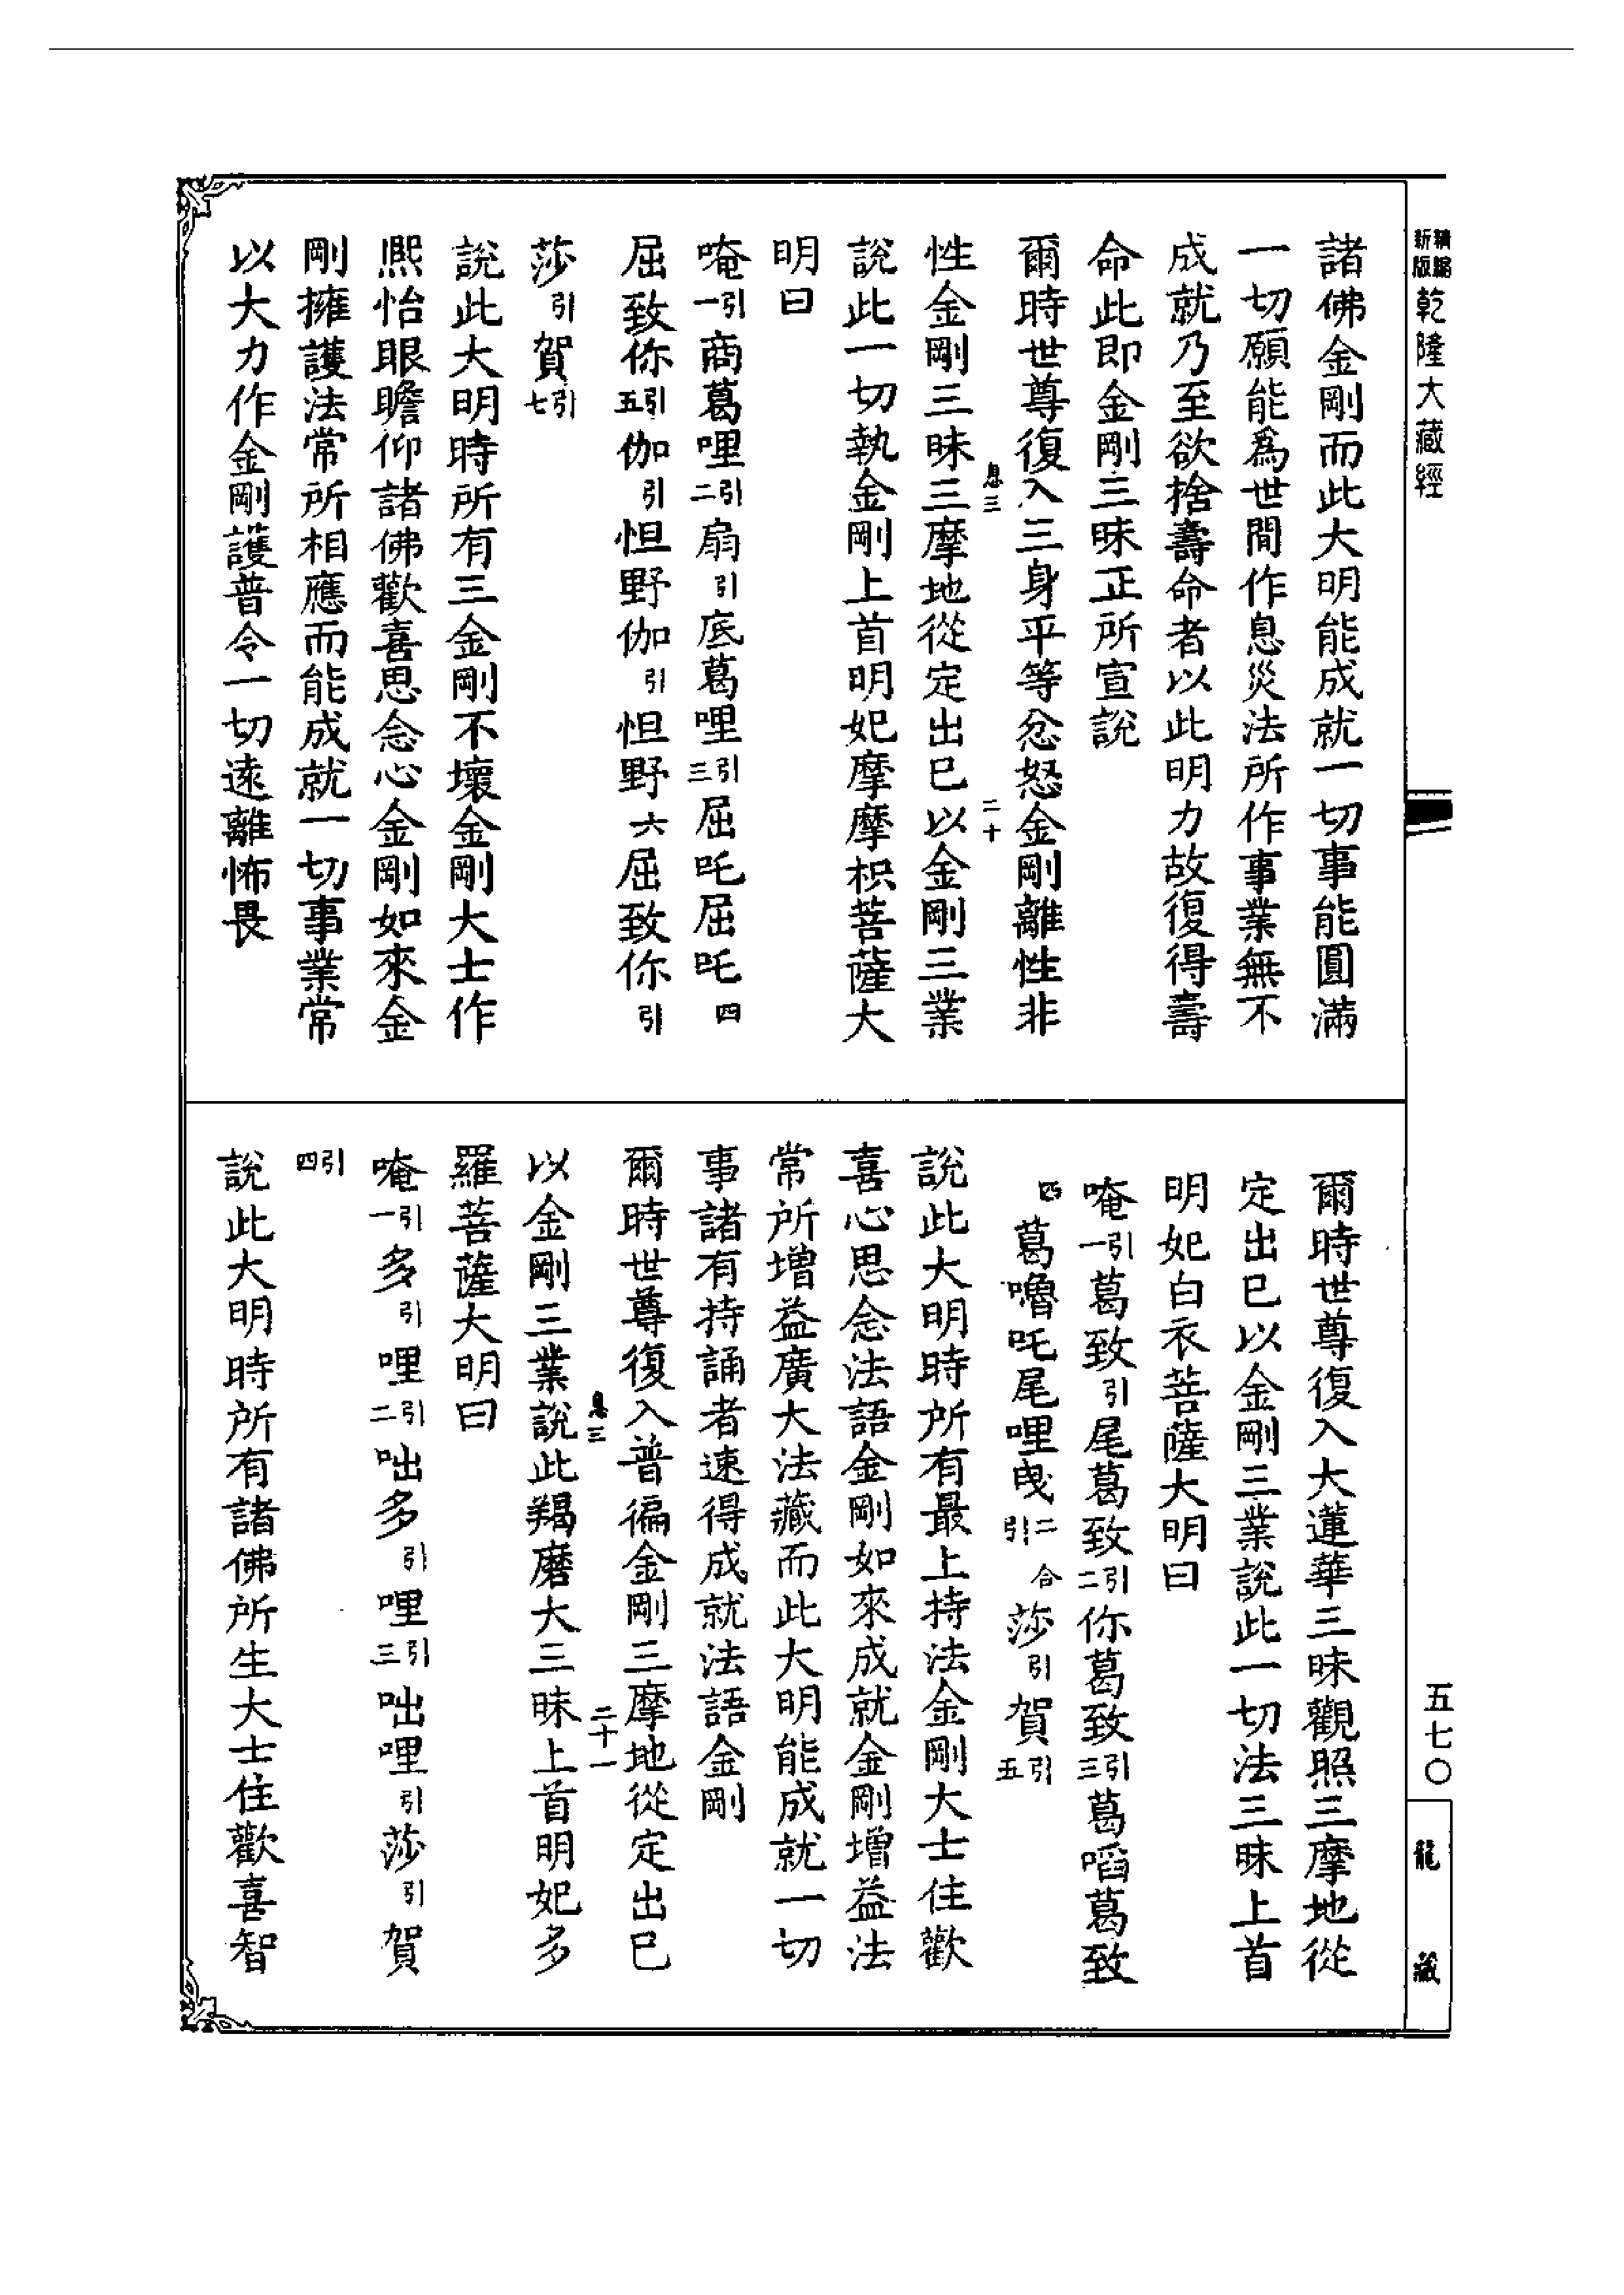 新版精縮乾隆大藏經
諸佛金剛而此大明能成就一切事能圓滿
一切願能爲世間作息災法所作事業無不
成就乃至欲捨壽命者以此明力故復得壽
命此即金剛三昧正所宣說
爾時世尊復入三身平等忿怒金剛離性非
息三 二十
性金剛三昧三摩地從定出已以金剛三業
說此一切執金剛上首明妃摩摩枳菩薩大
明曰
唵引一商葛哩引二扇引底葛哩引三屈吒屈吒四
屈致你引五伽引怛野伽引怛野六屈致你引
莎引賀引七
說此大明時所有三金剛不壞金剛大士作
熈怡眼瞻仰諸佛歡喜思念心金剛如來金
剛擁護法常所相應而能成就一切事業常
以大力作金剛護普令一切遠離怖畏
爾時世尊復入大蓮華三昧觀照三摩地從
定出已以金剛三業說此一切法三昧上首
明妃白衣菩薩大明曰
唵引一葛致引尾葛致引二你葛致引三葛㗖葛致
四葛嚕吒尾哩曳二合引莎引賀引五
說此大明時所有最上持法金剛大士住歡
喜心思念法語金剛如來成就金剛增益法
常所增益廣大法藏而此大明能成就一切
事諸有持誦者速得成就法語金剛
爾時世尊復入普徧金剛三摩地從定出已
息三 二十一
以金剛三業說此羯磨大三昧上首明妃多
羅菩薩大明曰
唵引一多引哩引二咄多引哩引三咄哩引莎引賀
引四
說此大明時所有諸佛所生大士住歡喜智
五七〇
龍藏